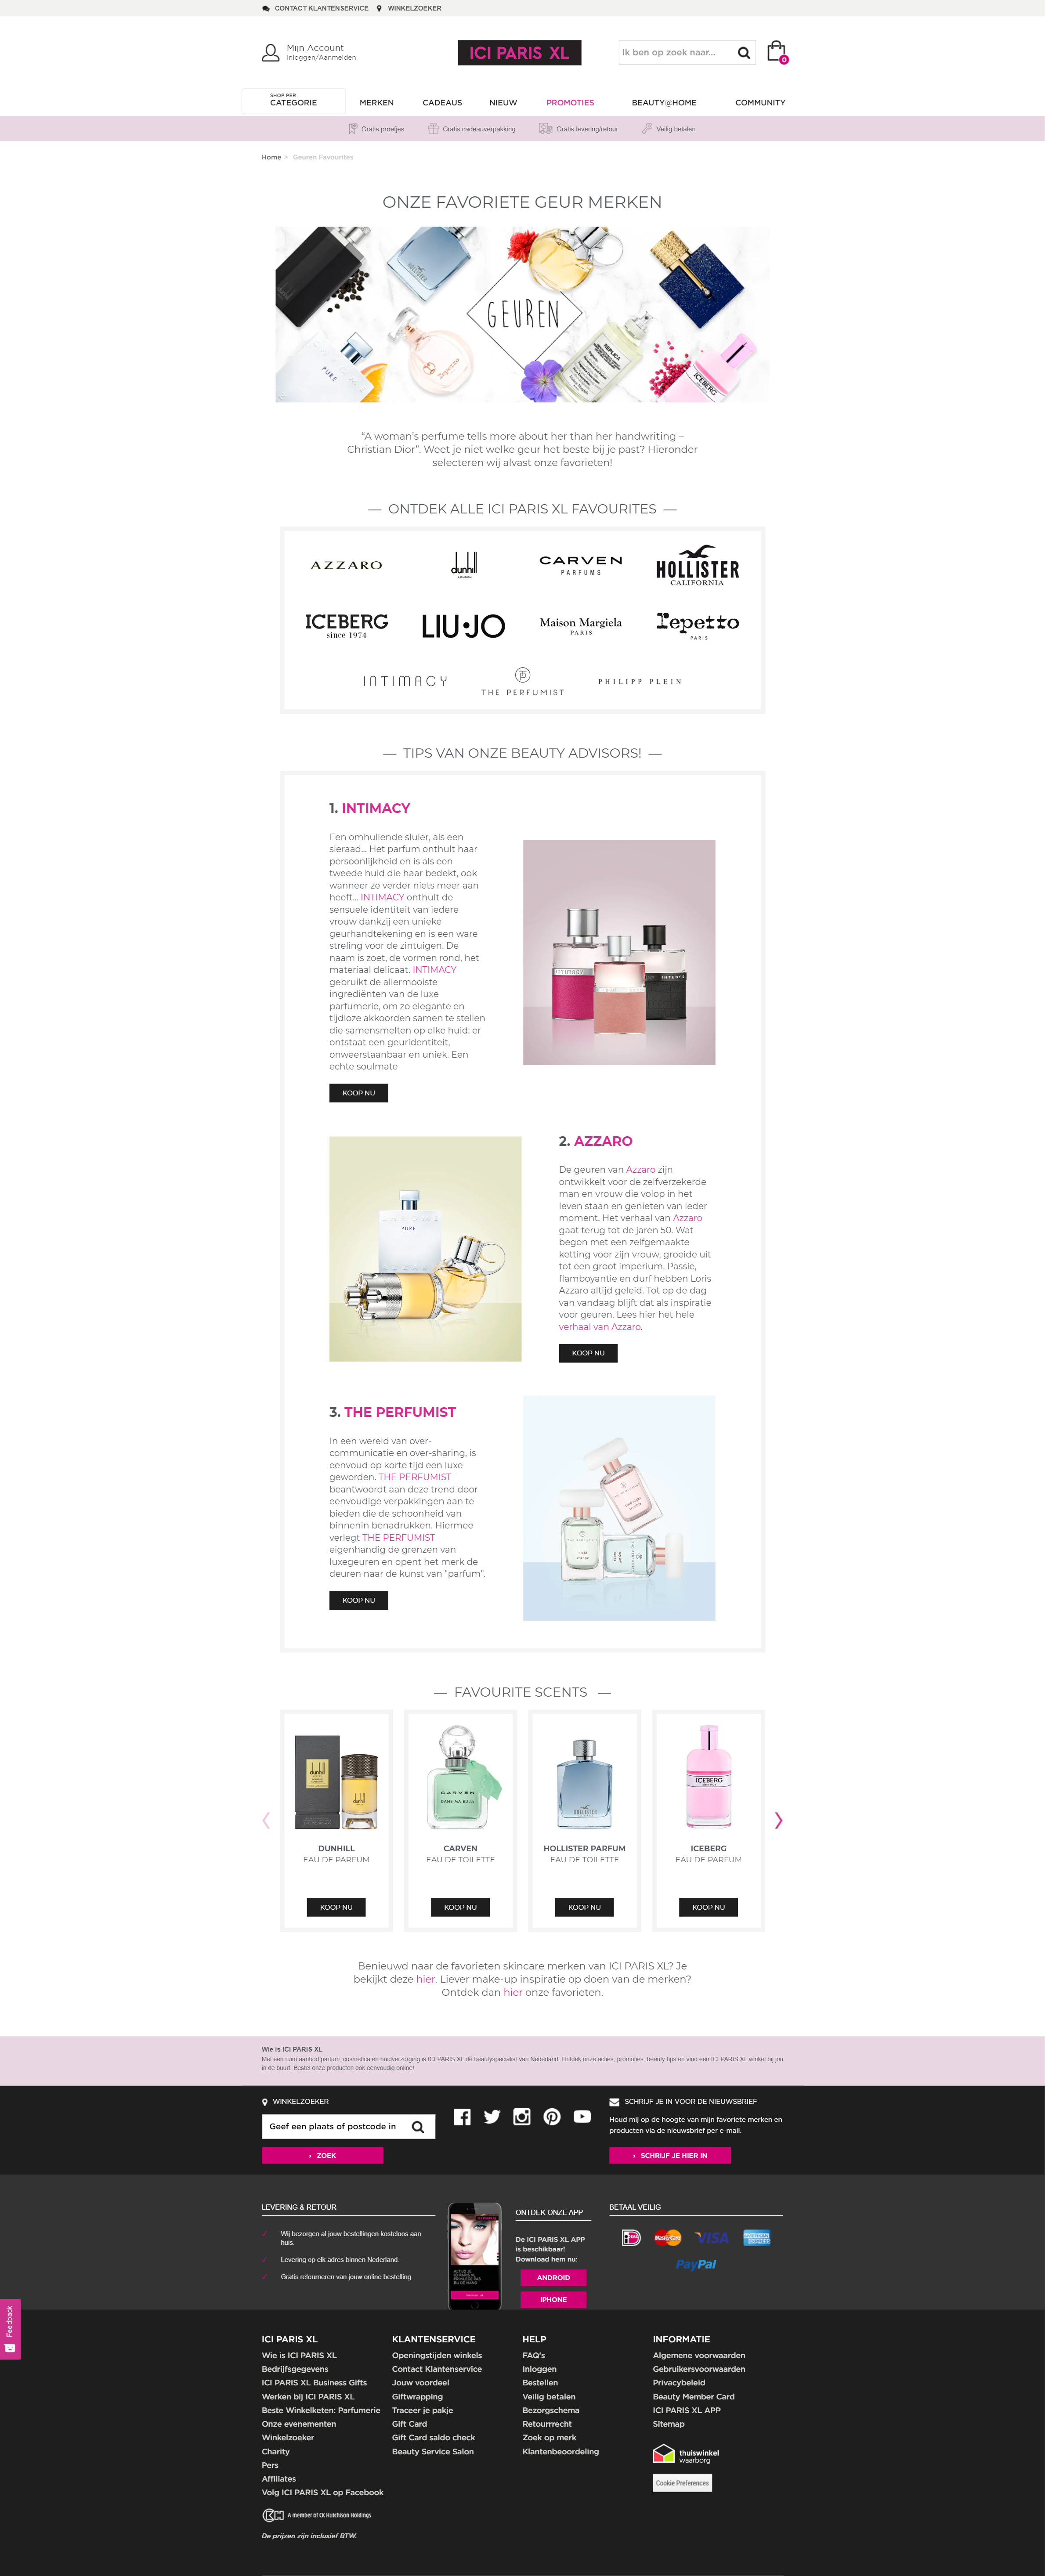 CONTACT KLANTENSERVICE WINKELZOEKER
Mijn Account
Inloggen/Aanmelden
ICI PARIS XL
Ik ben op zoek naar...
0
SHOP PER
CATEGORIE
MERKEN CADEAUS NIEUW PROMOTIES BEAUTY@HOME COMMUNITY
Gratis proefjes Gratis cadeauverpakking Gratis levering/retour Veilig betalen
Home > Geuren Favourites
ONZE FAVORIETE GEUR MERKEN
GEUREN
HOLLISTER
PURE
Repetto
REPLICA
ICEBERG
“A woman’s perfume tells more about her than her handwriting –
Christian Dior”. Weet je niet welke geur het beste bij je past? Hieronder
selecteren wij alvast onze favorieten!
— ONTDEK ALLE ICI PARIS XL FAVOURITES —
AZZARO
dunhill
LONDON
CARVEN
PARFUMS
HOLLISTER
CALIFORNIA
ICEBERG
since 1974
LIU·JO
Maison Margiela
PARIS
repetto
PARIS
INTIMACY
THE PERFUMIST
PHILIPP PLEIN
— TIPS VAN ONZE BEAUTY ADVISORS! —
1. INTIMACY
Een omhullende sluier, als een
sieraad... Het parfum onthult haar
persoonlijkheid en is als een
tweede huid die haar bedekt, ook
wanneer ze verder niets meer aan
heeft... INTIMACY onthult de
sensuele identiteit van iedere
vrouw dankzij een unieke
geurhandtekening en is een ware
streling voor de zintuigen. De
naam is zoet, de vormen rond, het
materiaal delicaat. INTIMACY
gebruikt de allermooiste
ingrediënten van de luxe
parfumerie, om zo elegante en
tijdloze akkoorden samen te stellen
die samensmelten op elke huid: er
ontstaat een geuridentiteit,
onweerstaanbaar en uniek. Een
echte soulmate
KOOP NU
INTIMACY
INTENSE
2. AZZARO
De geuren van Azzaro zijn
ontwikkelt voor de zelfverzekerde
man en vrouw die volop in het
leven staan en genieten van ieder
moment. Het verhaal van Azzaro
gaat terug tot de jaren 50. Wat
begon met een zelfgemaakte
ketting voor zijn vrouw, groeide uit
tot een groot imperium. Passie,
flamboyantie en durf hebben Loris
Azzaro altijd geleid. Tot op de dag
van vandaag blijft dat als inspiratie
voor geuren. Lees hier het hele
verhaal van Azzaro.
KOOP NU
PURE
3. THE PERFUMIST
In een wereld van over-
communicatie en over-sharing, is
eenvoud op korte tijd een luxe
geworden. THE PERFUMIST
beantwoordt aan deze trend door
eenvoudige verpakkingen aan te
bieden die de schoonheid van
binnenin benadrukken. Hiermee
verlegt THE PERFUMIST
eigenhandig de grenzen van
luxegeuren en opent het merk de
deuren naar de kunst van "parfum".
KOOP NU
— FAVOURITE SCENTS —
dunhill
dunhill
CARVEN
DANS MA BULLE
HOLLISTER
ICEBERG
DUNHILL
EAU DE PARFUM
KOOP NU
CARVEN
EAU DE TOILETTE
KOOP NU
HOLLISTER PARFUM
EAU DE TOILETTE
KOOP NU
ICEBERG
EAU DE PARFUM
KOOP NU
Benieuwd naar de favorieten skincare merken van ICI PARIS XL? Je
bekijkt deze hier. Liever make-up inspiratie op doen van de merken?
Ontdek dan hier onze favorieten.
Wie is ICI PARIS XL
Met een ruim aanbod parfum, cosmetica en huidverzorging is ICI PARIS XL dé beautyspecialist van Nederland. Ontdek onze acties, promoties, beauty tips en vind een ICI PARIS XL winkel bij jou
in de buurt. Bestel onze producten ook eenvoudig online!
WINKELZOEKER
Geef een plaats of postcode in
› ZOEK
SCHRIJF JE IN VOOR DE NIEUWSBRIEF
Houd mij op de hoogte van mijn favoriete merken en
producten via de nieuwsbrief per e-mail.
› SCHRIJF JE HIER IN
LEVERING & RETOUR
Wij bezorgen al jouw bestellingen kosteloos aan
huis.
Levering op elk adres binnen Nederland.
Gratis retourneren van jouw online bestelling.
ONTDEK ONZE APP
De ICI PARIS XL APP
is beschikbaar!
Download hem nu:
ANDROID
IPHONE
BETAAL VEILIG
iDEAL MasterCard VISA AMERICAN EXPRESS
PayPal
Feedback
ICI PARIS XL
Wie is ICI PARIS XL
Bedrijfsgegevens
ICI PARIS XL Business Gifts
Werken bij ICI PARIS XL
Beste Winkelketen: Parfumerie
Onze evenementen
Winkelzoeker
Charity
Pers
Affiliates
Volg ICI PARIS XL op Facebook
A member of CK Hutchison Holdings
De prijzen zijn inclusief BTW.
KLANTENSERVICE
Openingstijden winkels
Contact Klantenservice
Jouw voordeel
Giftwrapping
Traceer je pakje
Gift Card
Gift Card saldo check
Beauty Service Salon
HELP
FAQ's
Inloggen
Bestellen
Veilig betalen
Bezorgschema
Retourrrecht
Zoek op merk
Klantenbeoordeling
INFORMATIE
Algemene voorwaarden
Gebruikersvoorwaarden
Privacybeleid
Beauty Member Card
ICI PARIS XL APP
Sitemap
thuiswinkel
waarborg
Cookie Preferences